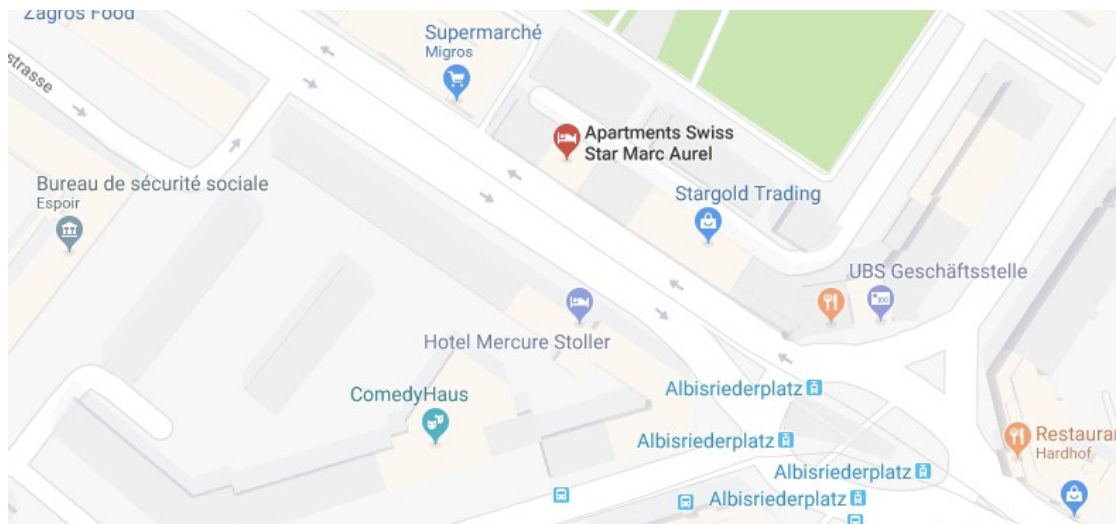 Zagros Food
Supermarché
Migros
strasse
Apartments Swiss
Star Marc Aurel
Bureau de sécurité sociale
Espoir
Stargold Trading
UBS Geschäftsstelle
Hotel Mercure Stoller
ComedyHaus
Albisriederplatz
Albisriederplatz
Restauran
Hardhof
Albisriederplatz
Albisriederplatz